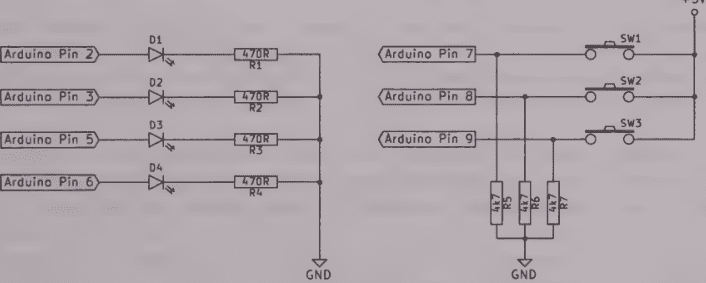 Arduino Pin 2
D1
470R
R1
Arduino Pin 3
D2
470R
R2
Arduino Pin 5
D3
470R
R3
Arduino Pin 6
D4
470R
R4
GND
Arduino Pin 7
SW1
Arduino Pin 8
SW2
Arduino Pin 9
SW3
4k7
R5
4k7
R6
4k7
R7
GND